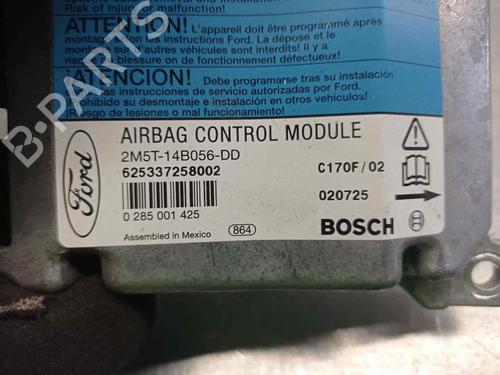 Risk of injury / malfunction!
ATTENTION! L'appareil doit être programmé après
montage selon les instructions Ford. La dépose et le
montage sur d'autres véhicules sont interdits! Il y a
risque de blessure ou de fonctionnement défectueux!
ATENCION! Debe programarse tras su instalación
las instrucciones de servicio autorizadas por Ford.
Prohibido su desmontaje e instalación en otros vehículos!
¡Riesgo de lesiones o mal funcionamiento!
B-PARTS
Ford
AIRBAG CONTROL MODULE
2M5T-14B056-DD
625337258002
C170F/02
020725
0 285 001 425
Assembled in Mexico
864
BOSCH